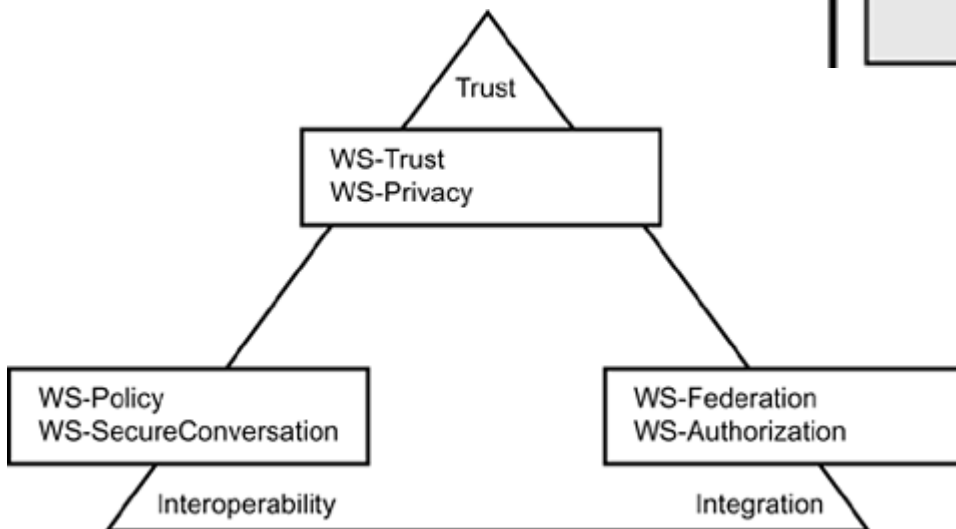 Trust
WS-Trust
WS-Privacy
WS-Policy
WS-SecureConversation
WS-Federation
WS-Authorization
Interoperability
Integration